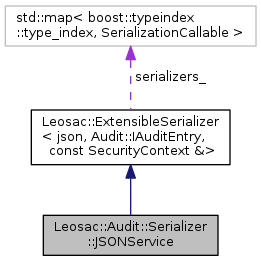 std::map< boost::typeindex
::type_index, SerializationCallable >
serializers_
Leosac::ExtensibleSerializer
< json, Audit::IAuditEntry,
const SecurityContext &>
Leosac::Audit::Serializer
::JSONService